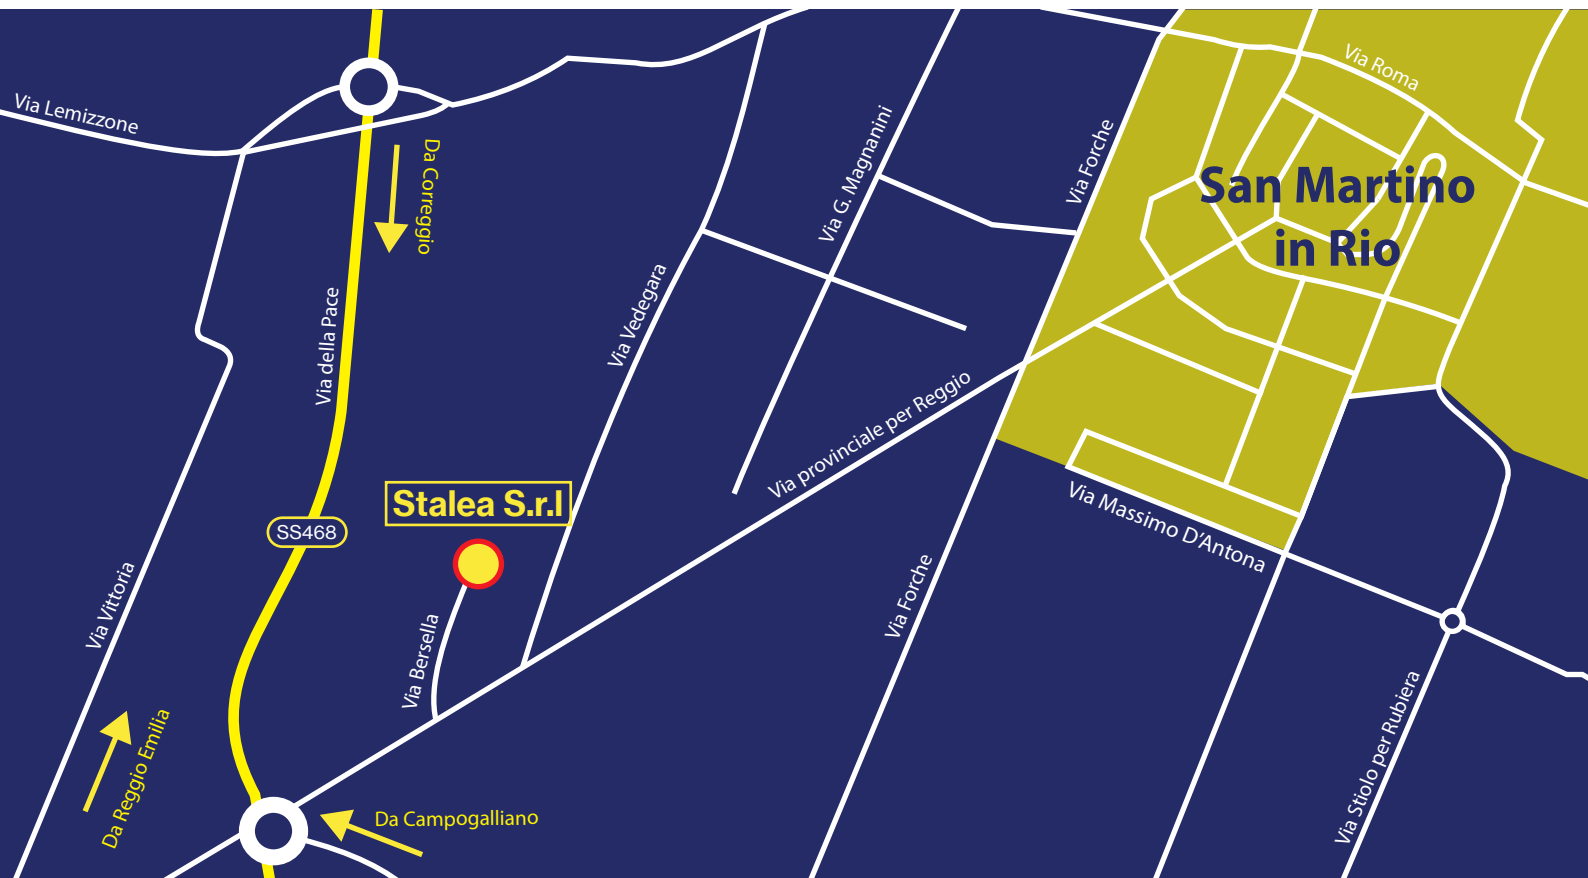 Via Roma
Via Lemizzone
Da Correggio
Via G. Magnanini
Via Forche
San Martino
in Rio
Via della Pace
Via Vedegara
Via provinciale per Reggio
Stalea S.r.l
SS468
Via Massimo D'Antona
Via Vittoria
Via Bersella
Via Forche
Via Stiolo per Rubiera
Da Reggio Emilia
Da Campogalliano